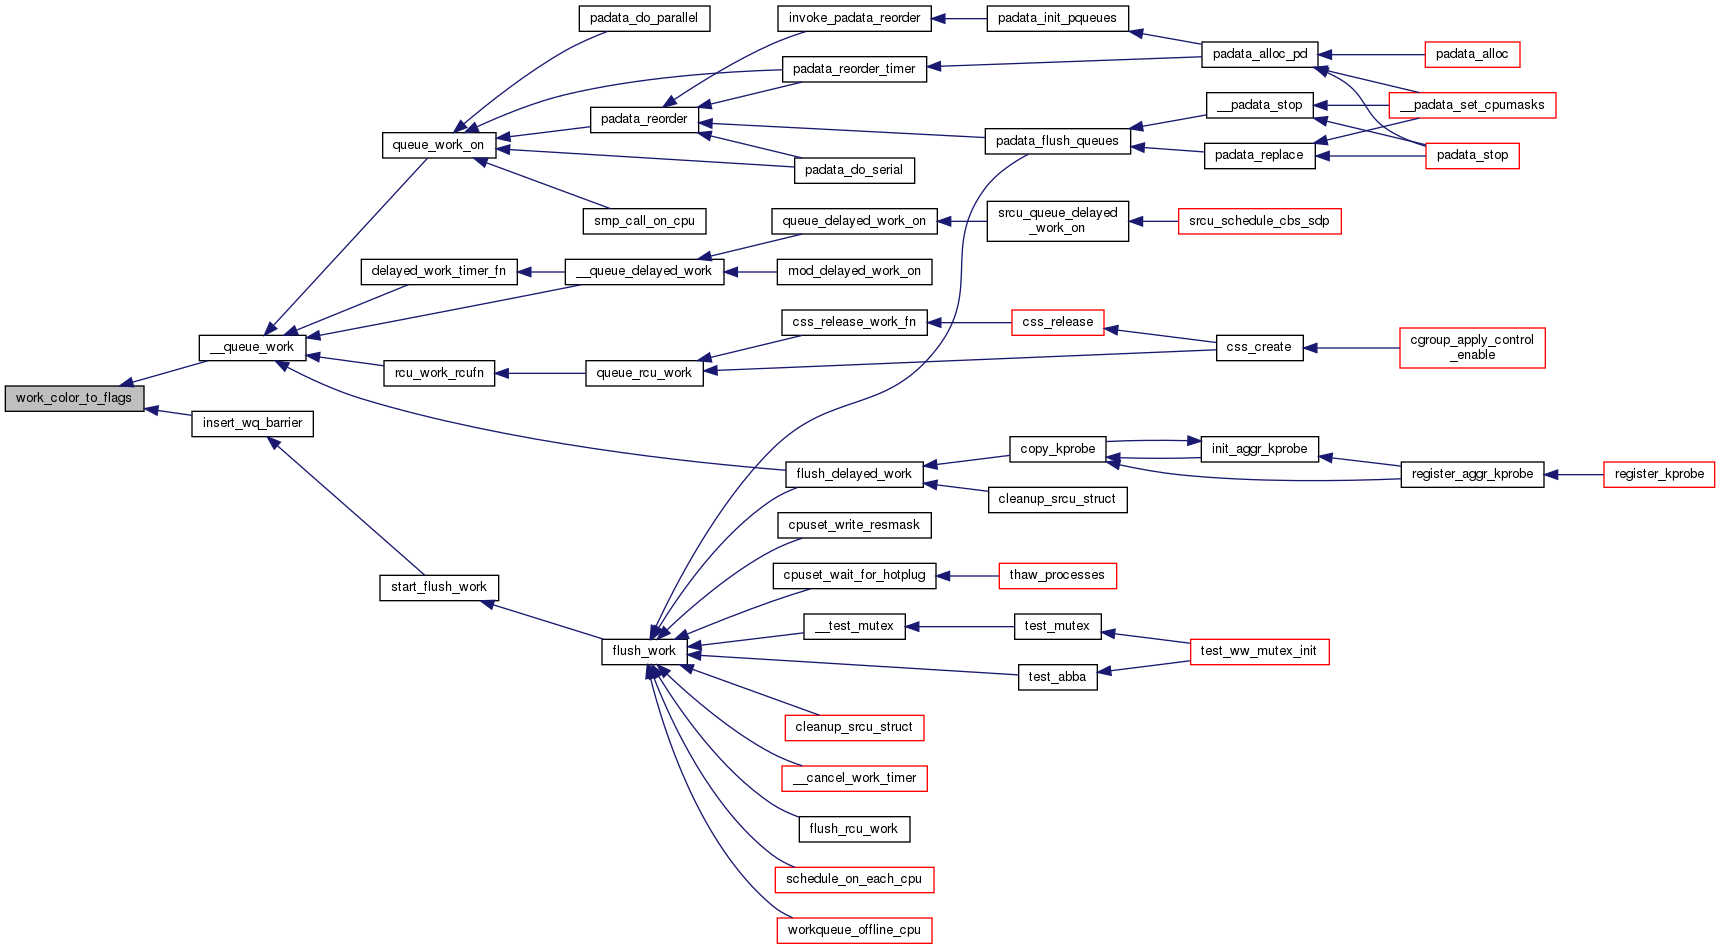 padata_do_parallel
invoke_padata_reorder
padata_init_pqueues
padata_alloc_pd
padata_alloc
padata_reorder_timer
__padata_stop
__padata_set_cpumasks
padata_reorder
queue_work_on
padata_flush_queues
padata_replace
padata_stop
padata_do_serial
smp_call_on_cpu
queue_delayed_work_on
srcu_queue_delayed
_work_on
srcu_schedule_cbs_sdp
delayed_work_timer_fn
__queue_delayed_work
mod_delayed_work_on
css_release_work_fn
css_release
__queue_work
css_create
cgroup_apply_control
_enable
rcu_work_rcufn
queue_rcu_work
work_color_to_flags
insert_wq_barrier
copy_kprobe
init_aggr_kprobe
flush_delayed_work
register_aggr_kprobe
register_kprobe
cleanup_srcu_struct
cpuset_write_resmask
start_flush_work
cpuset_wait_for_hotplug
thaw_processes
__test_mutex
test_mutex
flush_work
test_ww_mutex_init
test_abba
cleanup_srcu_struct
__cancel_work_timer
flush_rcu_work
schedule_on_each_cpu
workqueue_offline_cpu